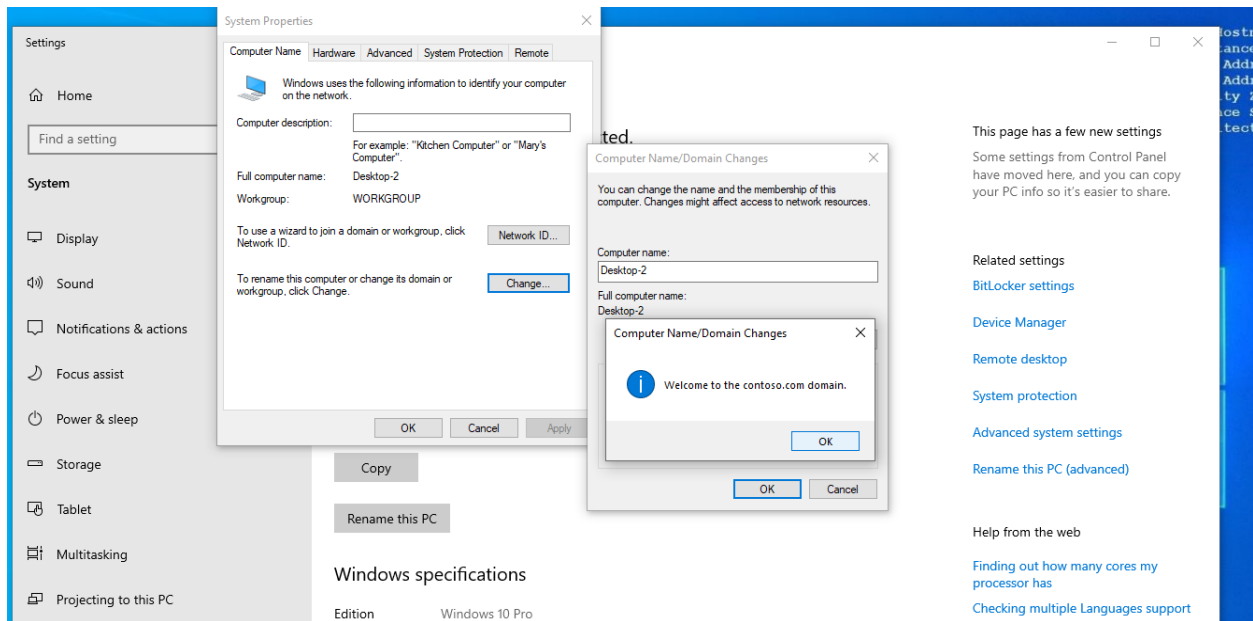 Settings
Home
Find a setting
System
Display
Sound
Notifications & actions
Focus assist
Power & sleep
Storage
Tablet
Multitasking
Projecting to this PC
System Properties
Computer Name
Hardware
Advanced
System Protection
Remote
Windows uses the following information to identify your computer
on the network.
Computer description:
For example: "Kitchen Computer" or "Mary's
Computer".
Full computer name:
Desktop-2
Workgroup:
WORKGROUP
To use a wizard to join a domain or workgroup, click
Network ID.
Network ID...
To rename this computer or change its domain or
workgroup, click Change.
Change...
OK
Cancel
Apply
Copy
Rename this PC
Windows specifications
Edition
Windows 10 Pro
ted.
Computer Name/Domain Changes
You can change the name and the membership of this
computer. Changes might affect access to network resources.
Computer name:
Desktop-2
Full computer name:
Desktop-2
Computer Name/Domain Changes
Welcome to the contoso.com domain.
OK
OK
Cancel
This page has a few new settings
Some settings from Control Panel
have moved here, and you can copy
your PC info so it's easier to share.
Related settings
BitLocker settings
Device Manager
Remote desktop
System protection
Advanced system settings
Rename this PC (advanced)
Help from the web
Finding out how many cores my
processor has
Checking multiple Languages support